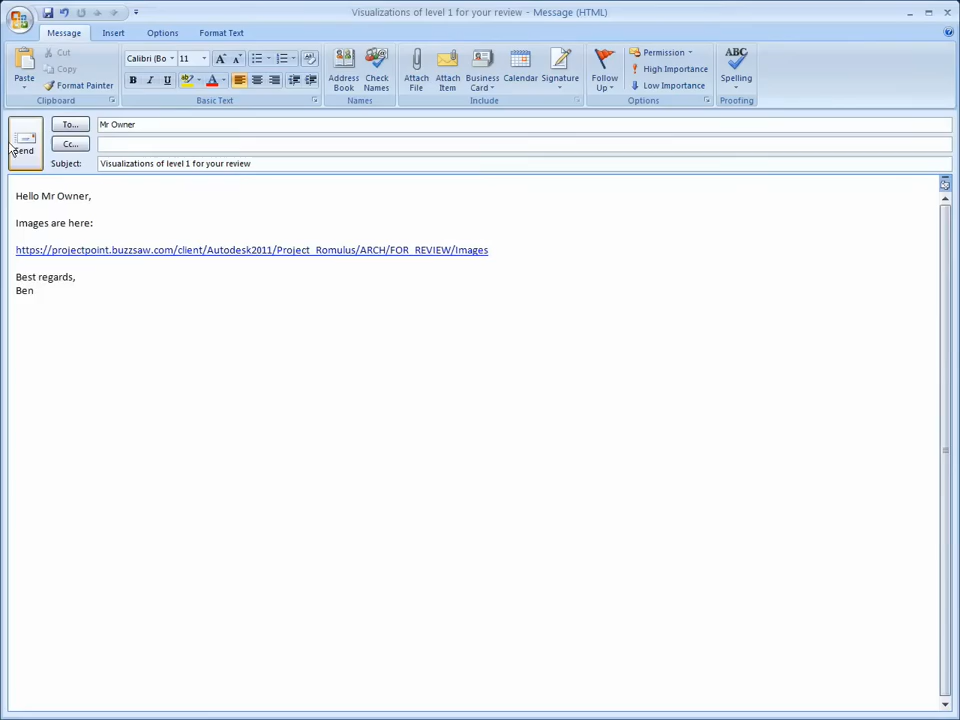 Visualizations of level 1 for your review - Message (HTML)
Message Insert Options Format Text
Paste
Cut
Copy
Format Painter
Clipboard
Calibri (Bo 11
B I U
Basic Text
Address Book
Check Names
Names
Attach File
Attach Item
Business Card
Calendar
Signature
Include
Follow Up
Permission
High Importance
Low Importance
Options
ABC
Spelling
Proofing
Send
To... Mr Owner
Cc...
Subject: Visualizations of level 1 for your review
Hello Mr Owner,
Images are here:
https://projectpoint.buzzsaw.com/client/Autodesk2011/Project_Romulus/ARCH/FOR_REVIEW/Images
Best regards,
Ben